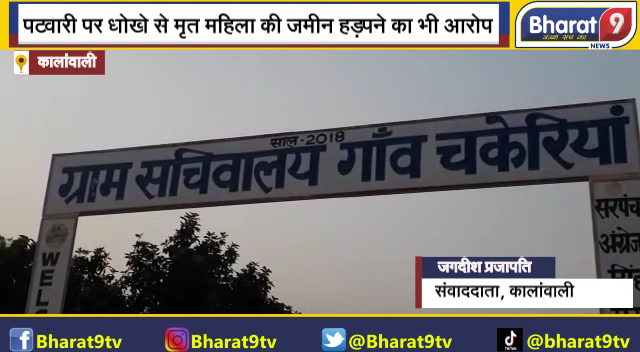 पटवारी पर धोखो से मृत महिला की जमीन हड़पने का भी आरोप
Bharat 9
NEWS
कालांवाली
साल-2018
ग्राम सचिवालय गाँव चकेरियां
सरपंच
अंग्रेज
सिंह
WELC
जगदीश प्रजापति
संवाददाता, कालांवाली
Bharat9tv
Bharat9tv
@Bharat9tv
@bharat9tv